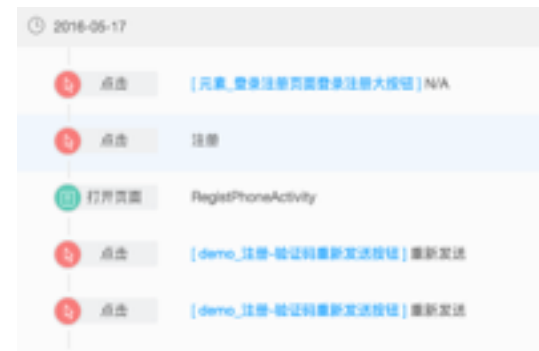 2016-05-17
点击 [ 元素_登录注册页面登录注册大按钮 ] N/A
点击 注册
打开页面 RegistPhoneActivity
点击 [ demo_注册-验证码重新发送按钮 ] 重新发送
点击 [ demo_注册-验证码重新发送按钮 ] 重新发送